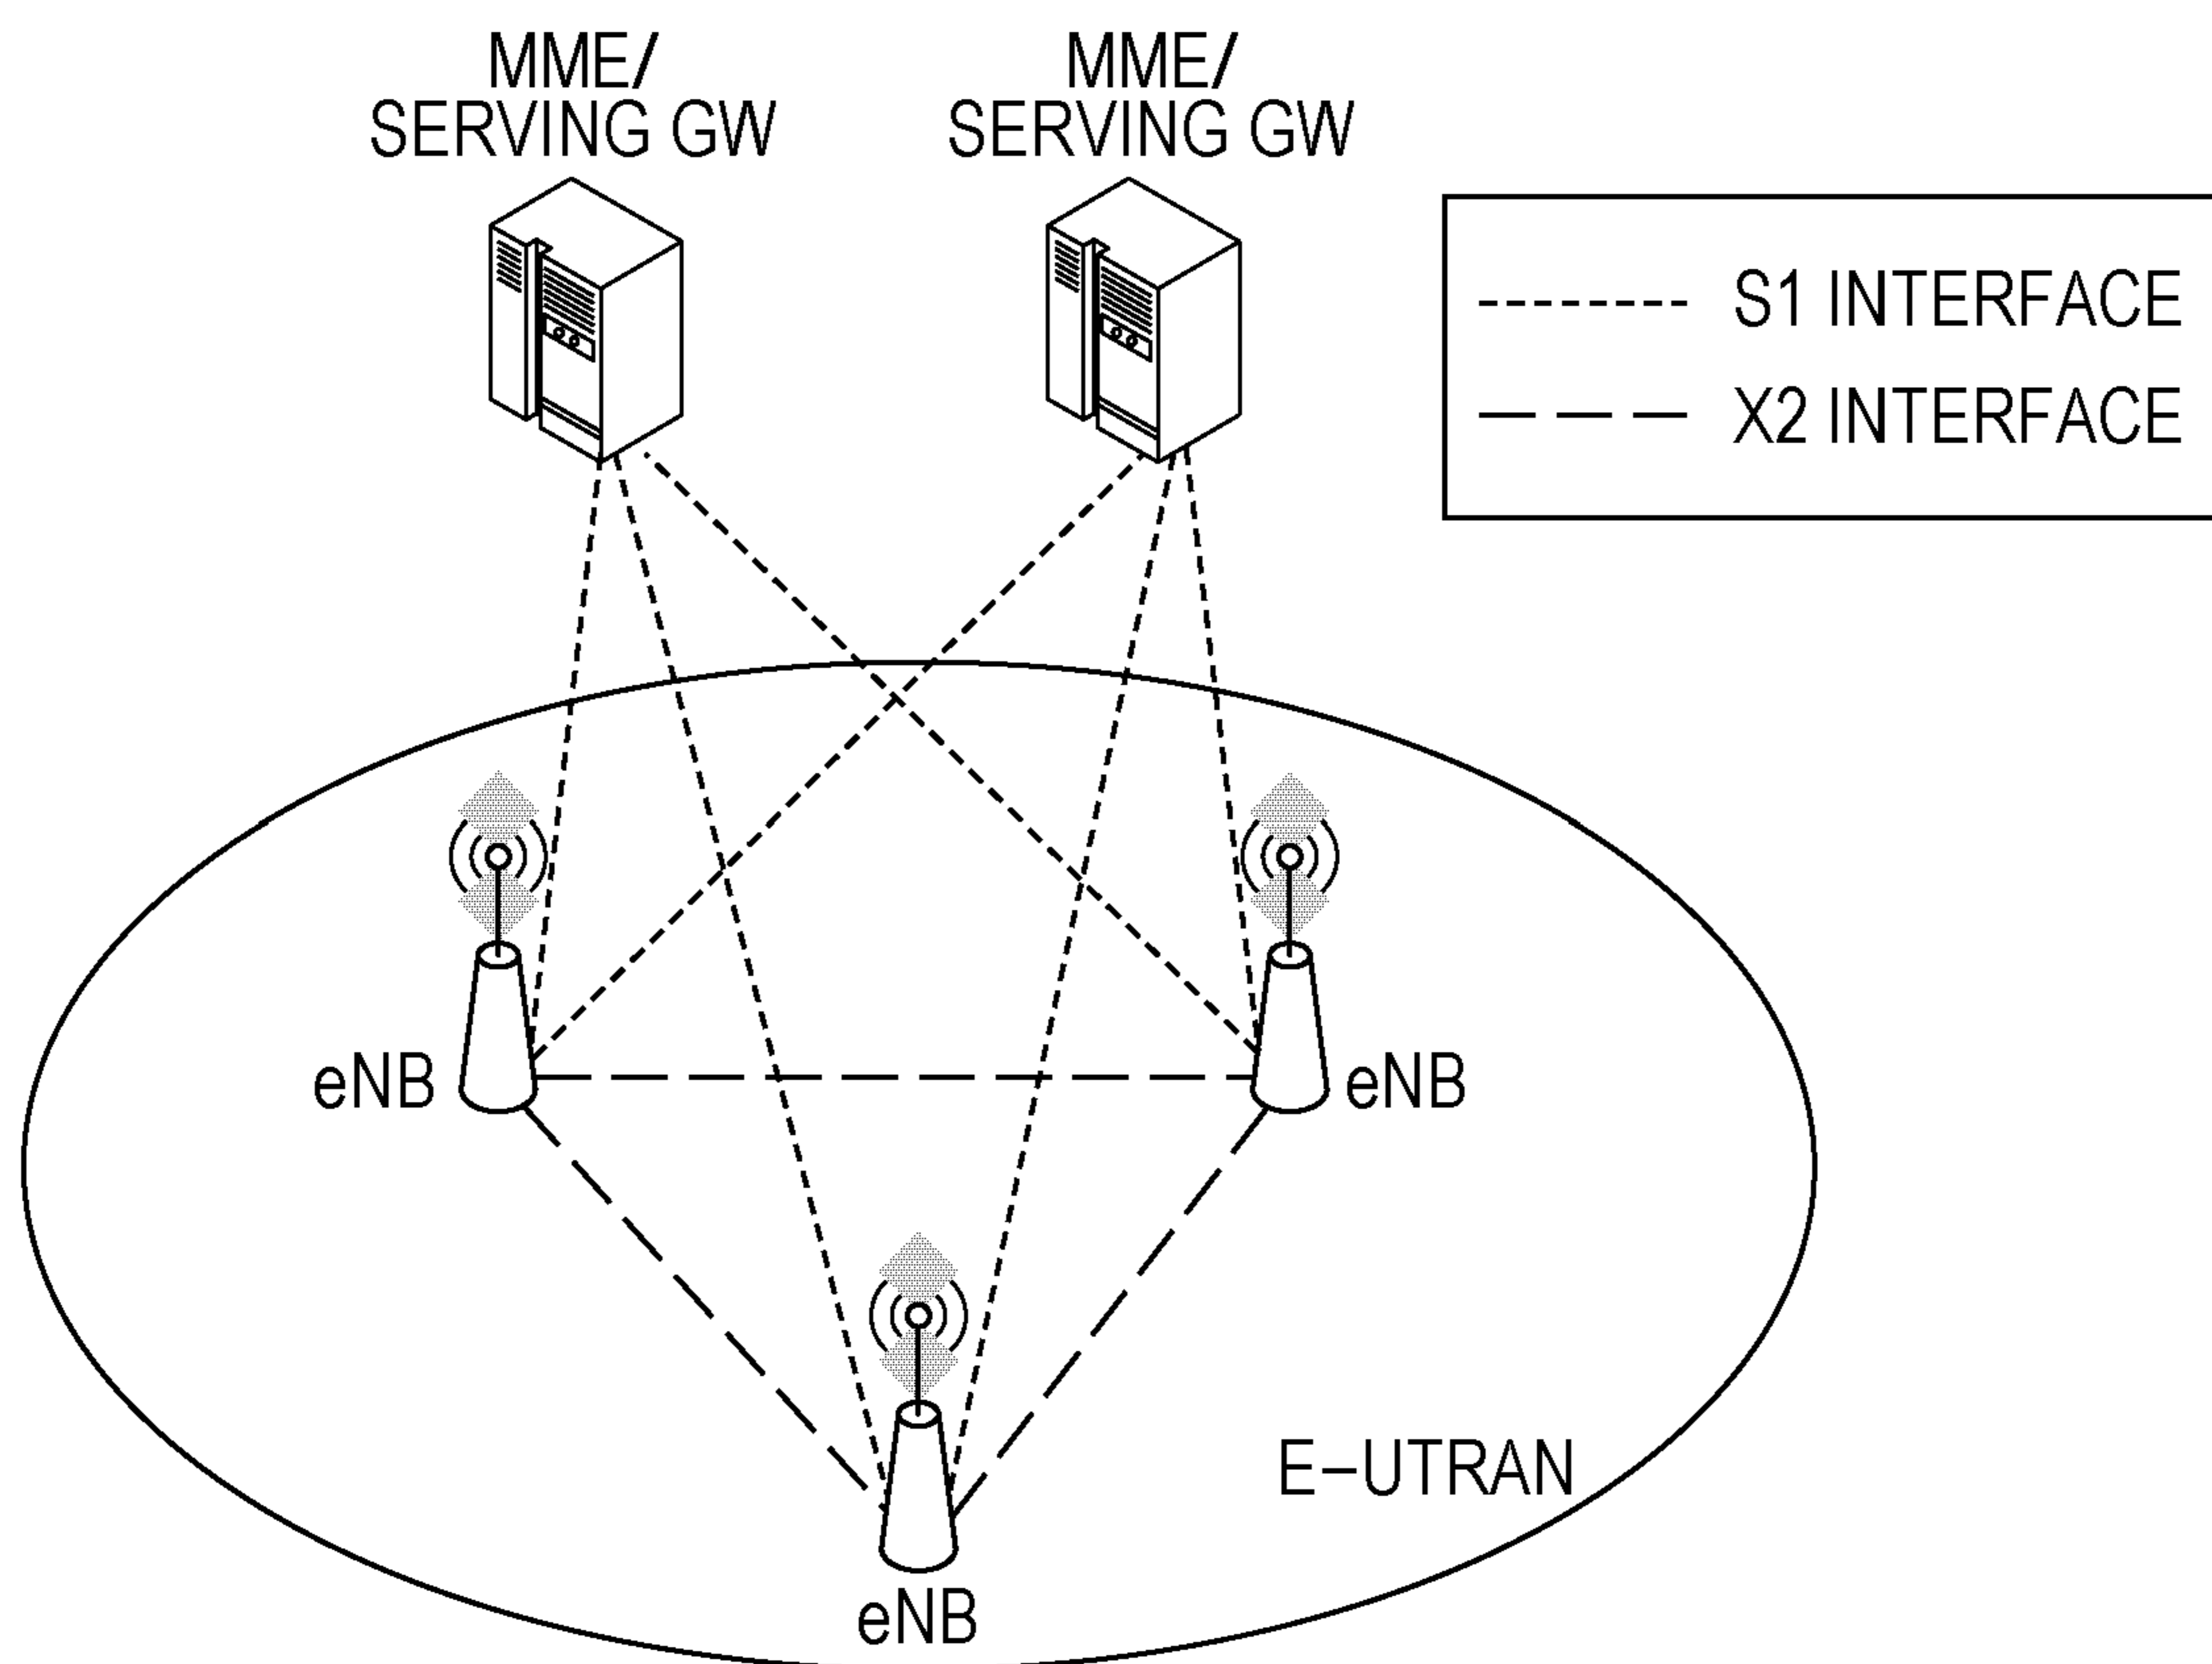 MME/
SERVING GW
MME/
SERVING GW
S1 INTERFACE
X2 INTERFACE
eNB
eNB
E–UTRAN
eNB